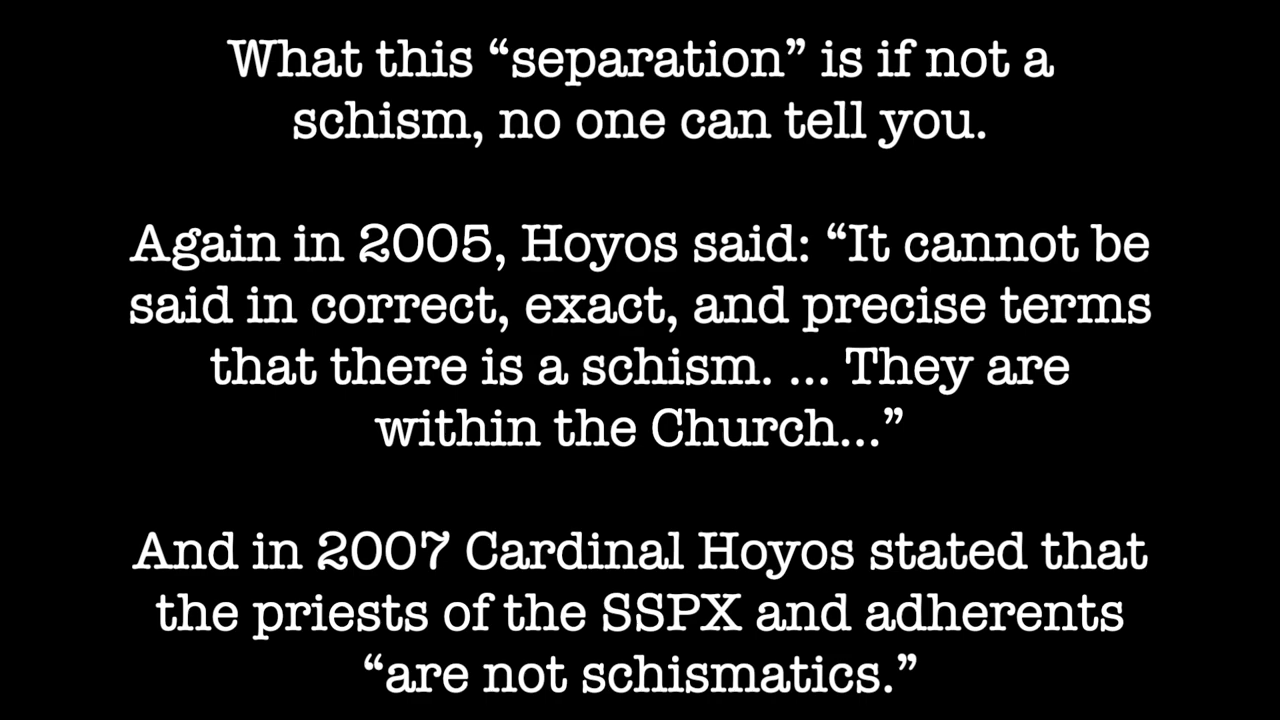 What this “separation” is if not a
schism, no one can tell you.
Again in 2005, Hoyos said: “It cannot be
said in correct, exact, and precise terms
that there is a schism. ... They are
within the Church...”
And in 2007 Cardinal Hoyos stated that
the priests of the SSPX and adherents
“are not schismatics.”